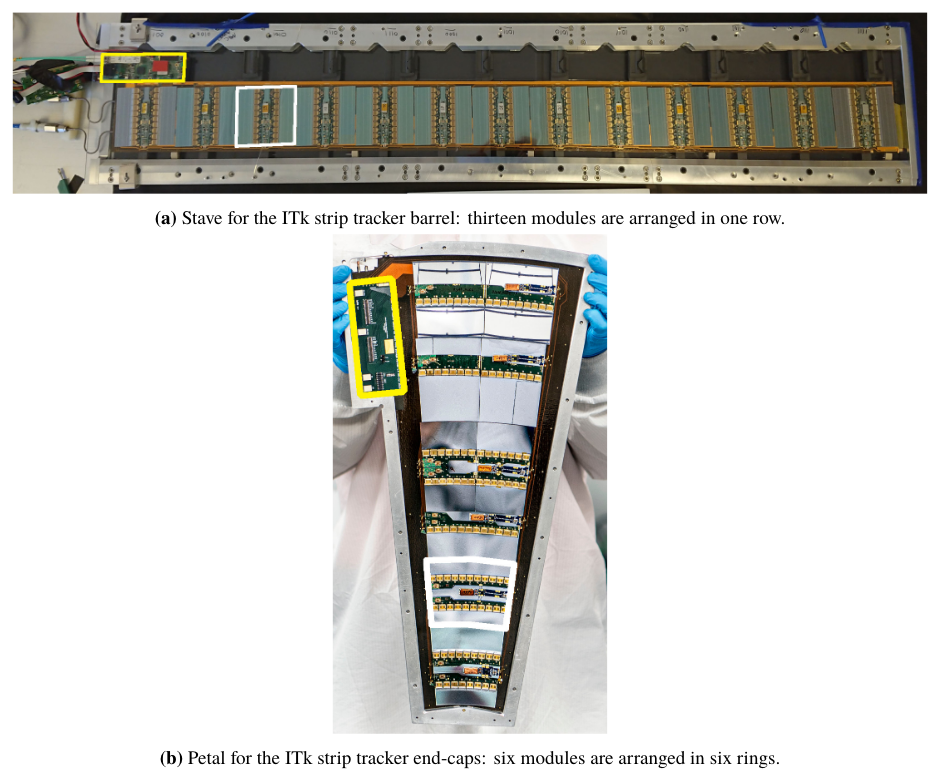 (a) Stave for the ITk strip tracker barrel: thirteen modules are arranged in one row.
(b) Petal for the ITk strip tracker end-caps: six modules are arranged in six rings.